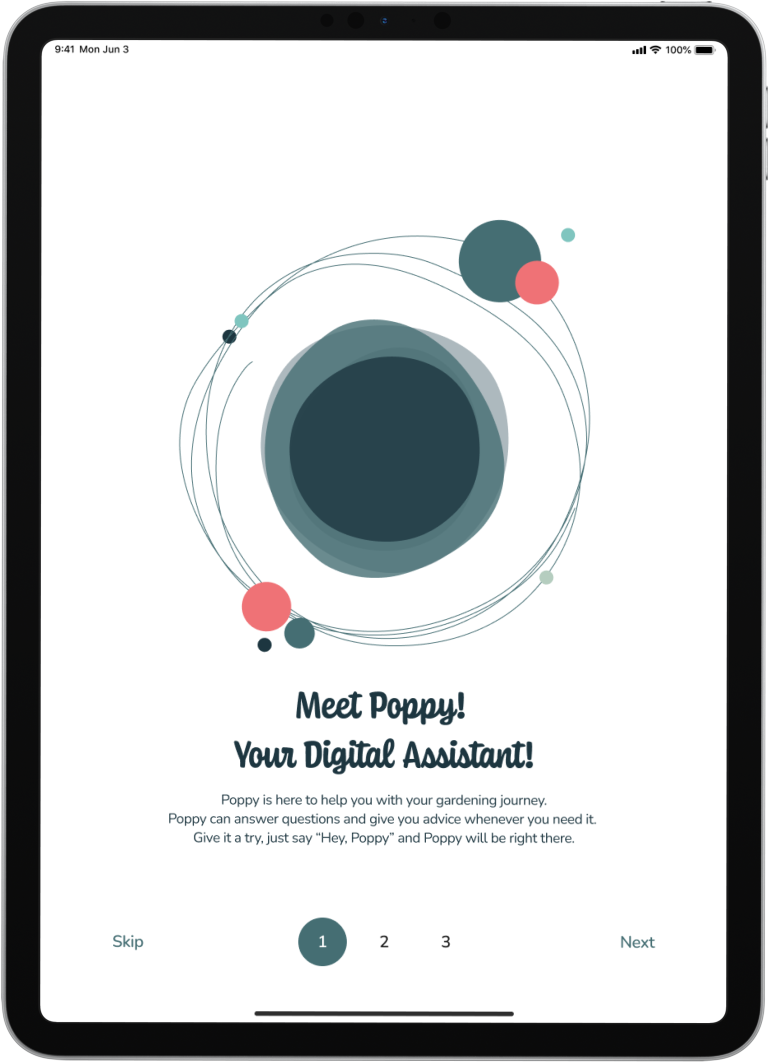 9:41 Mon Jun 3
100%
Meet Poppy!
Your Digital Assistant!
Poppy is here to help you with your gardening journey.
Poppy can answer questions and give you advice whenever you need it.
Give it a try, just say “Hey, Poppy” and Poppy will be right there.
Skip 1 2 3 Next